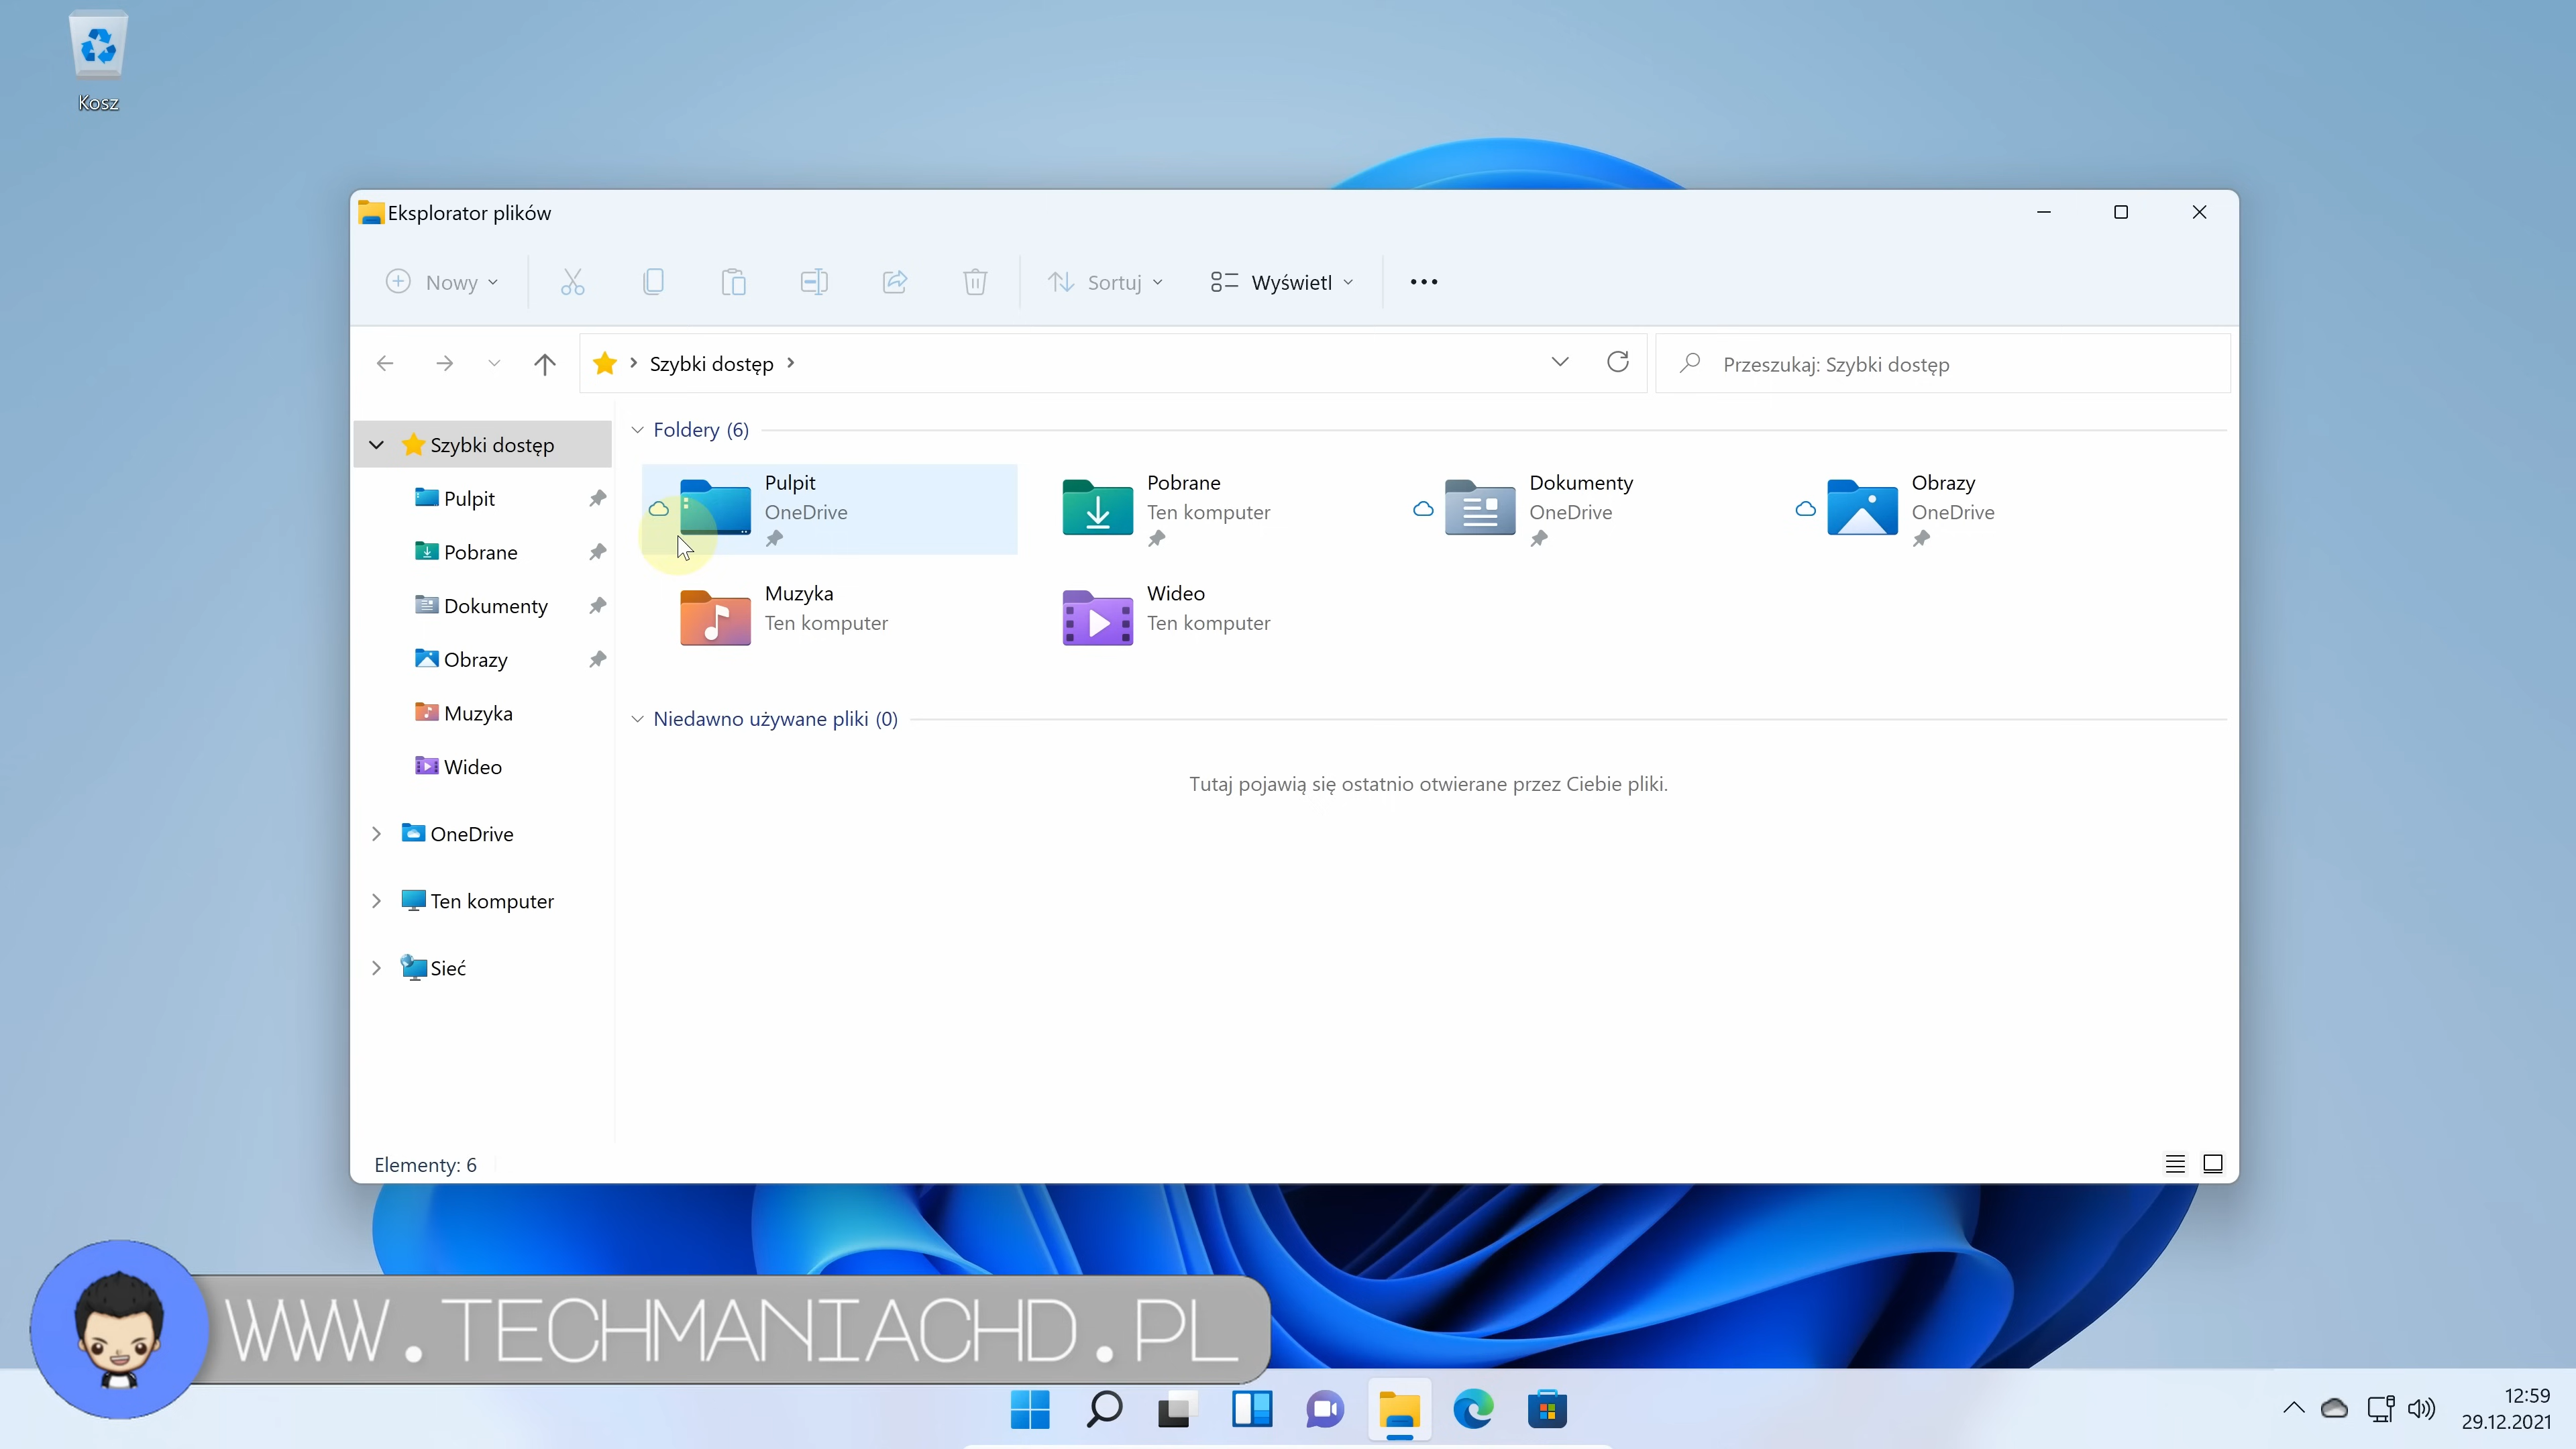 Kosz
Eksplorator plików
Nowy
Sortuj
Wyświetl
Szybki dostęp
Przeszukaj: Szybki dostęp
Szybki dostęp
Pulpit
Pobrane
Dokumenty
Obrazy
Muzyka
Wideo
OneDrive
Ten komputer
Sieć
Foldery (6)
Pulpit
OneDrive
Pobrane
Ten komputer
Dokumenty
OneDrive
Obrazy
OneDrive
Muzyka
Ten komputer
Wideo
Ten komputer
Niedawno używane pliki (0)
Tutaj pojawią się ostatnio otwierane przez Ciebie pliki.
Elementy: 6
WWW.TECHMANIACHD.PL
12:59
29.12.2021